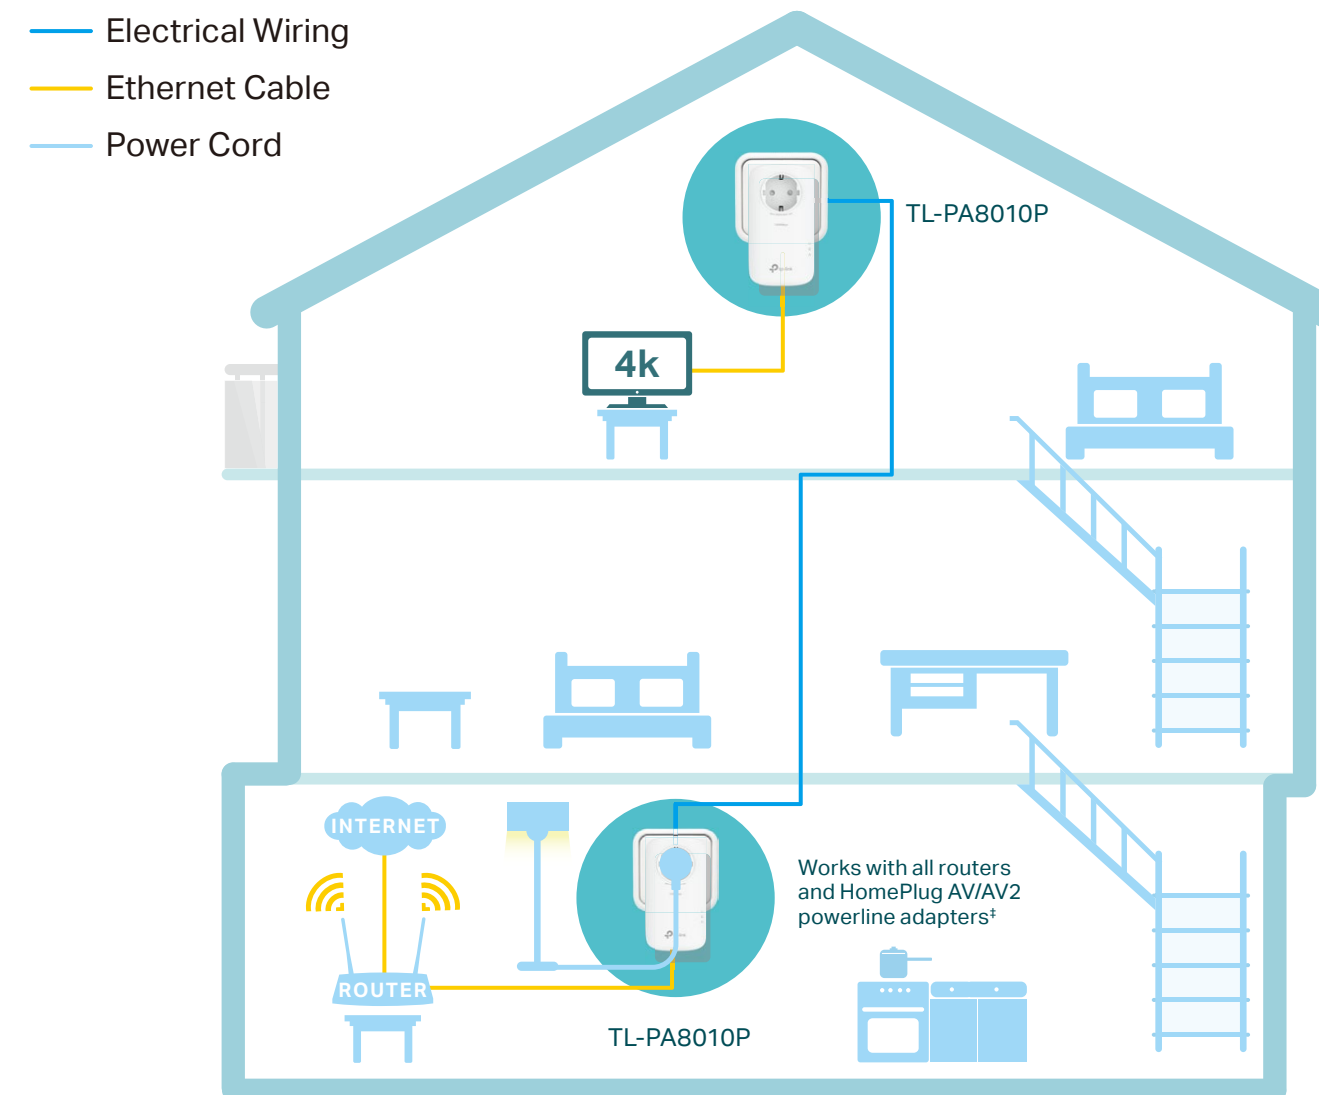 Electrical Wiring
Ethernet Cable
Power Cord
TL-PA8010P
4k
INTERNET
Works with all routers
and HomePlug AV/AV2
powerline adapters‡
ROUTER
TL-PA8010P